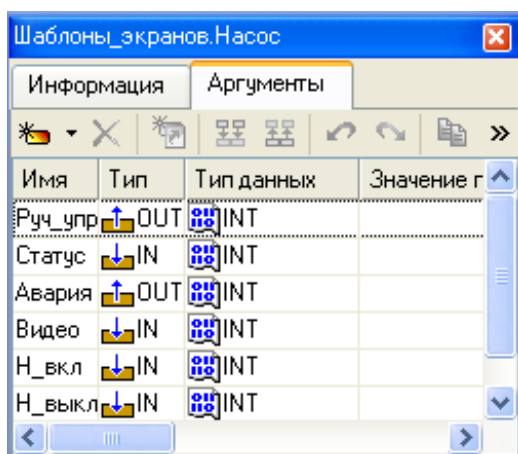 Шаблоны_экранов.Насос
Информация Аргументы
Имя Тип Тип данных Значение г
Руч_упр OUT INT
Статус IN INT
Авария OUT INT
Видео IN INT
Н_вкл IN INT
Н_выкл IN INT